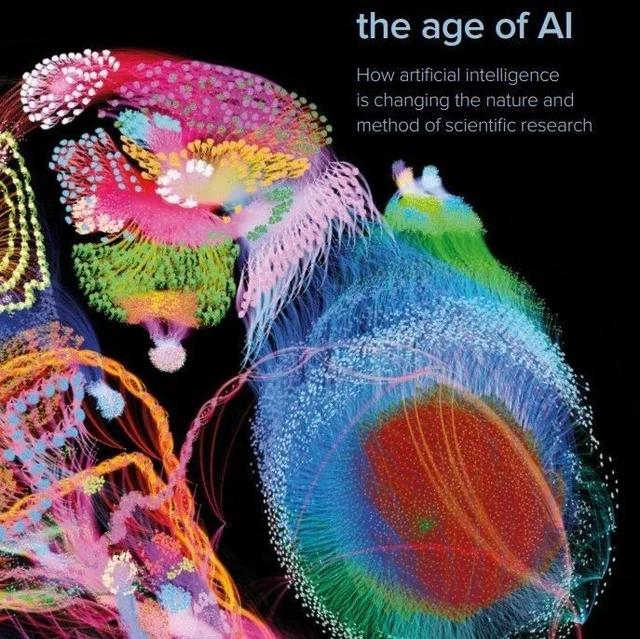 the age of AI
How artificial intelligence
is changing the nature and
method of scientific research